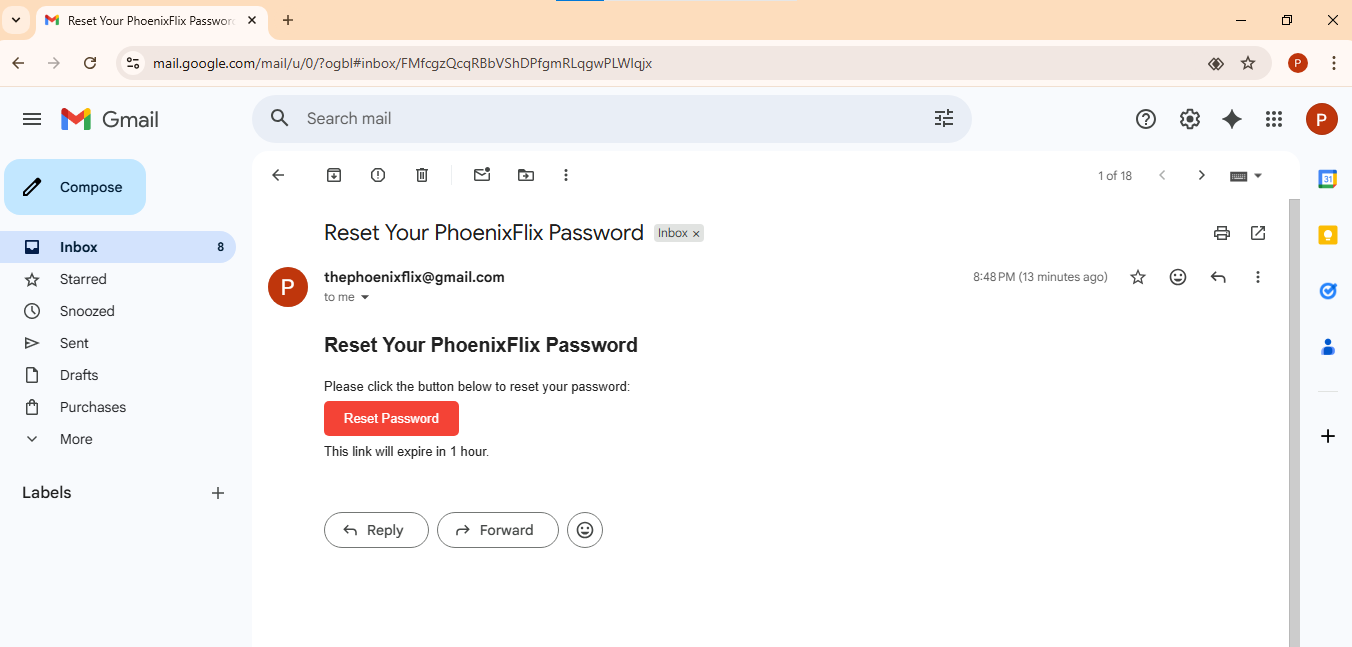 Reset Your PhoenixFlix Passwor
mail.google.com/mail/u/0/?ogbl#inbox/FMfcgzQcqRBbVShDPfgmRLqgwPLWlqjx
P
Gmail
Search mail
P
Compose
1 of 18
Inbox 8
Starred
Snoozed
Sent
Drafts
Purchases
More
Labels
Reset Your PhoenixFlix Password Inbox x
P
thephoenixflix@gmail.com 8:48 PM (13 minutes ago)
to me
Reset Your PhoenixFlix Password
Please click the button below to reset your password:
Reset Password
This link will expire in 1 hour.
Reply Forward
31